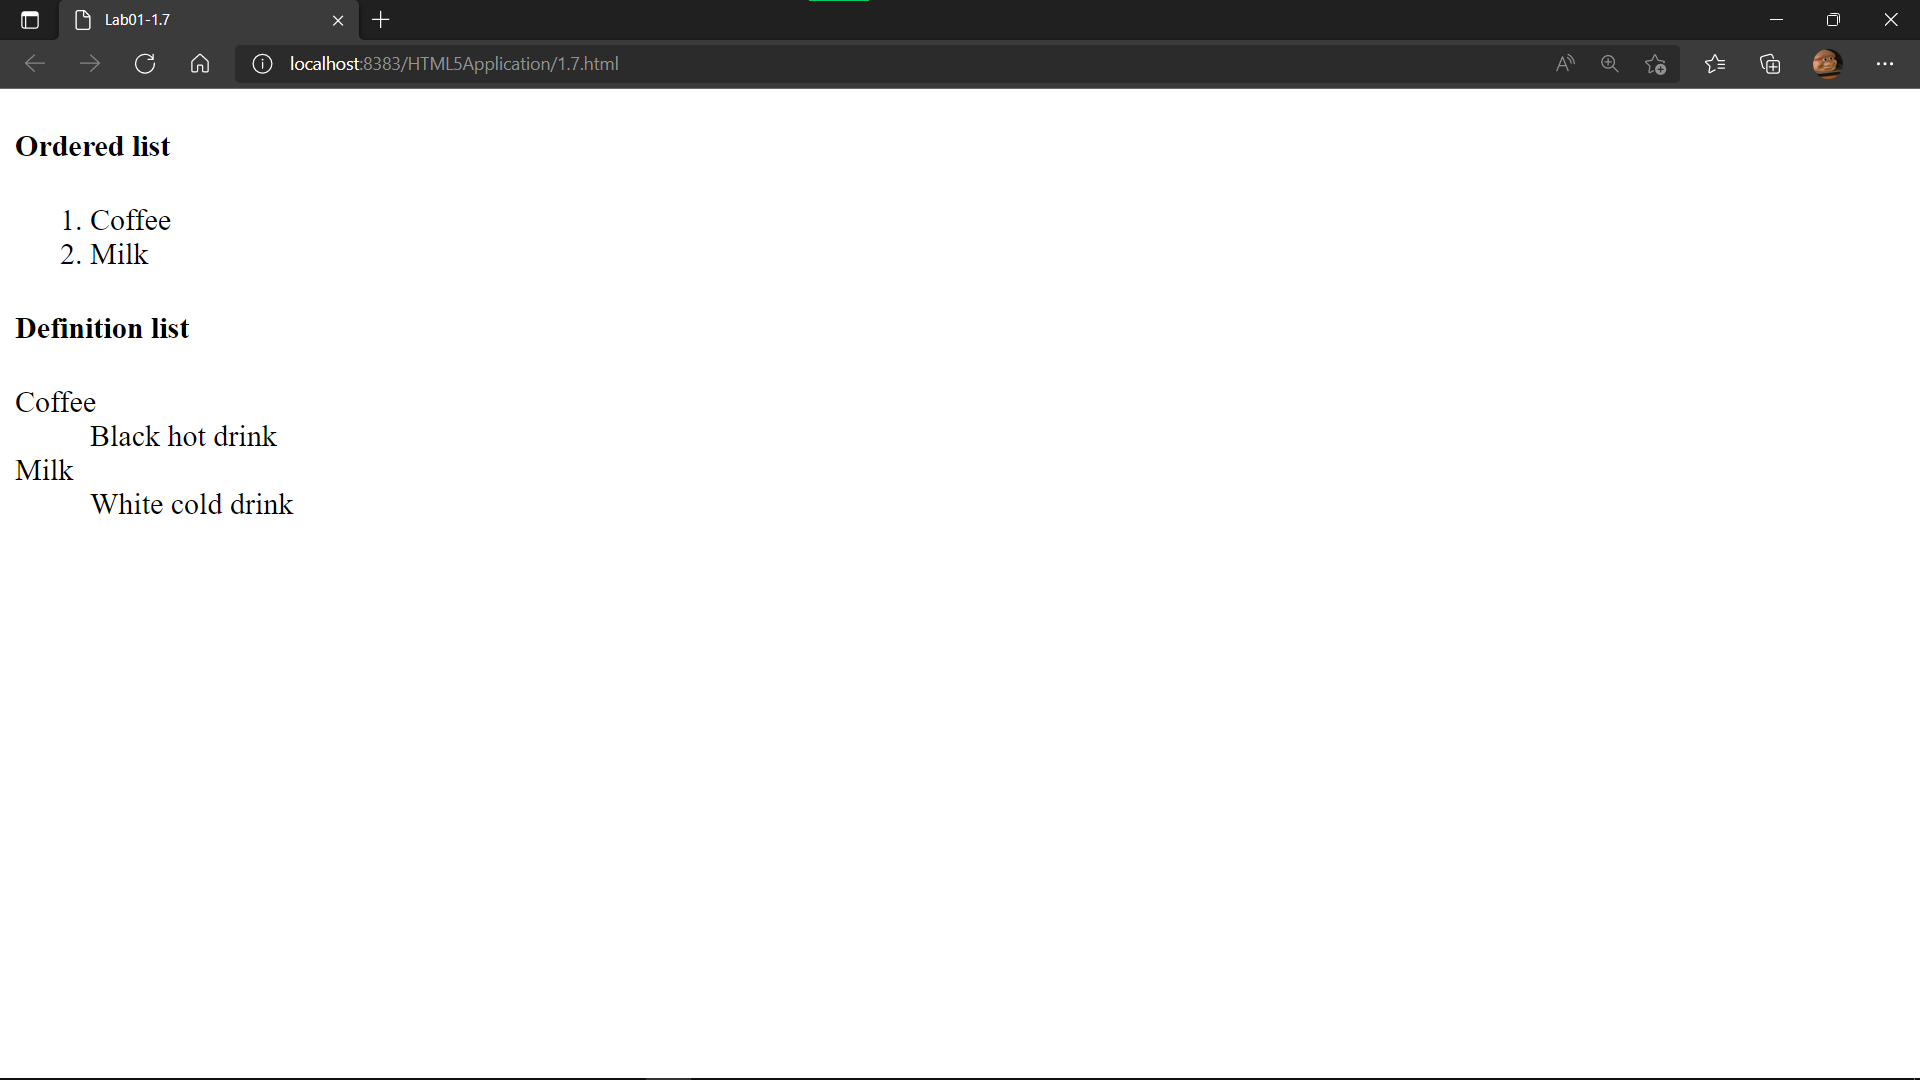 Lab01-1.7
localhost:8383/HTML5Application/1.7.html
Ordered list
1. Coffee
2. Milk
Definition list
Coffee
Black hot drink
Milk
White cold drink